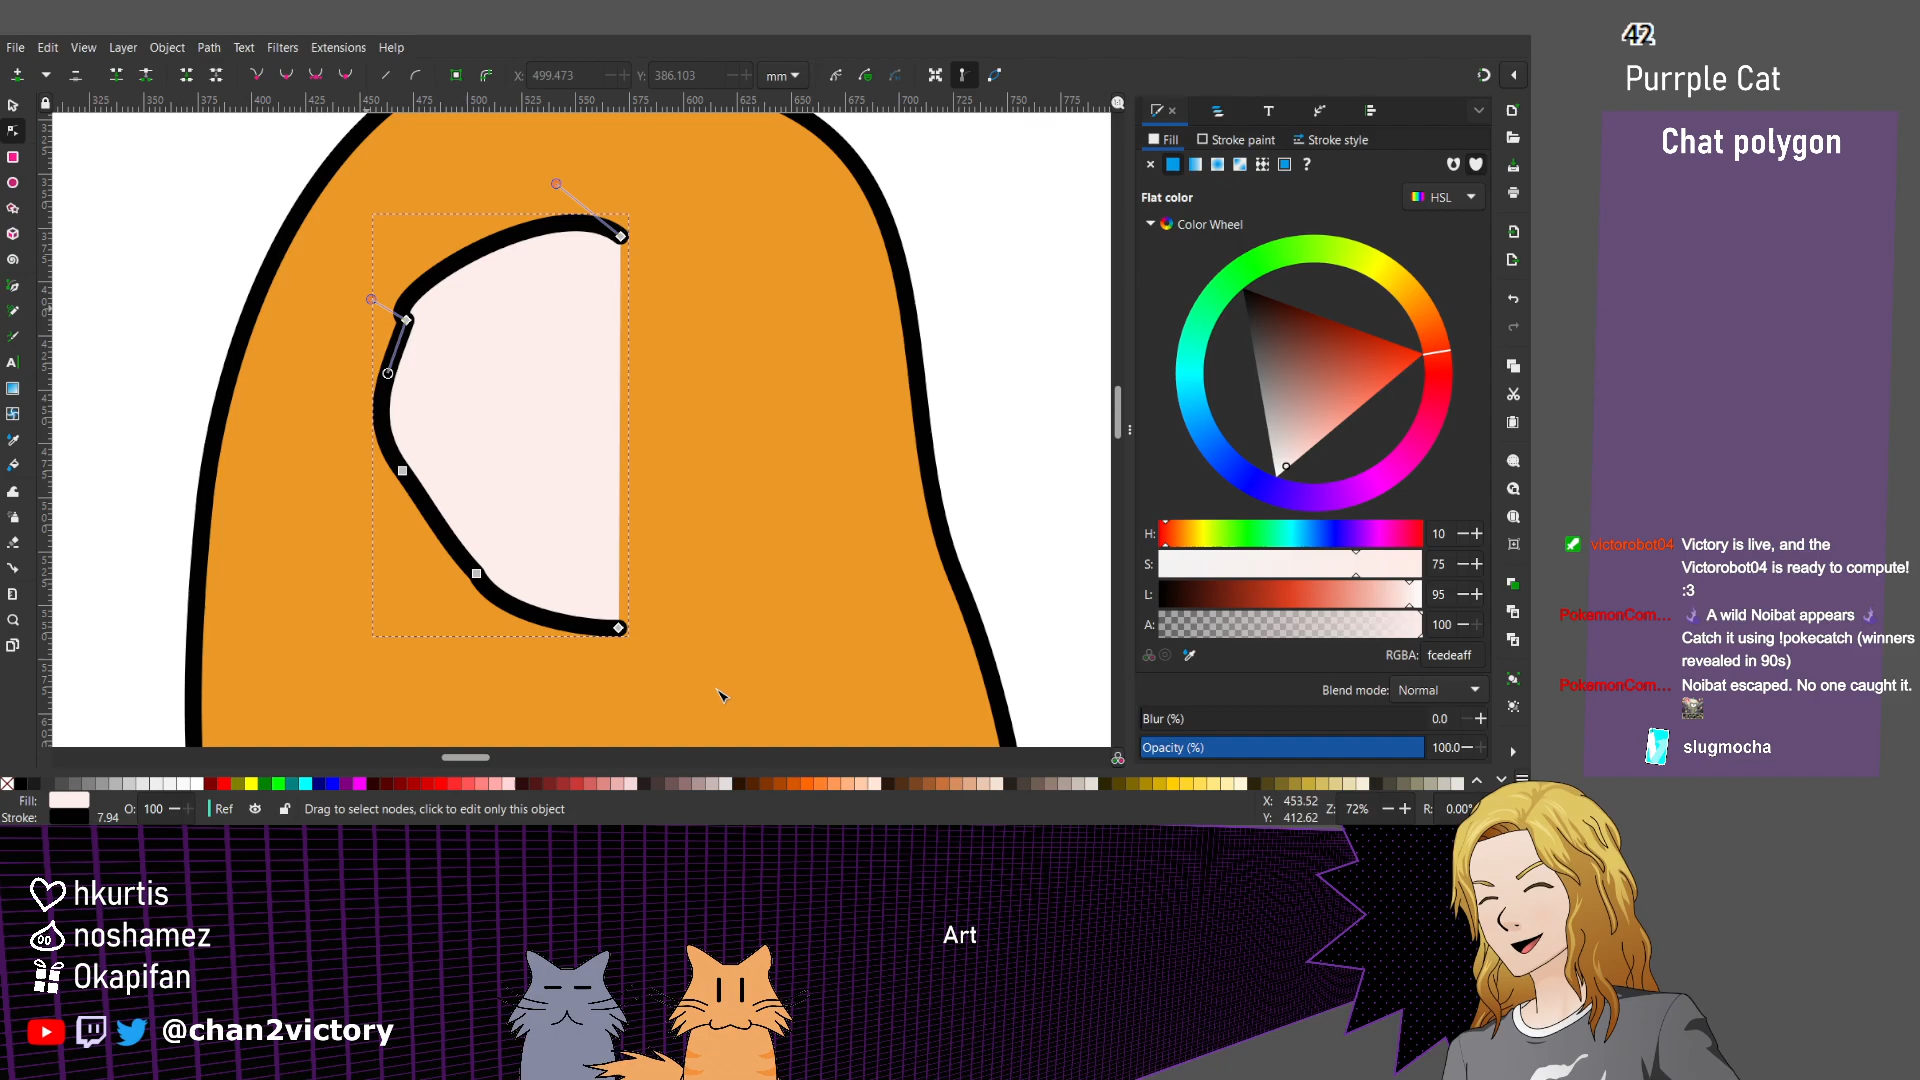 File Edit View Layer Object Path Text Filters Extensions Help
X: 499.473 Y: 386.103 mm
325 350 375 400 425 450 475 500 525 550 575 600 625 650 675 700 725 750 775
Fill Stroke paint Stroke style
Flat color HSL
Color Wheel
H: 10
S: 75
L: 95
A: 100
RGBA: fcedeaff
Blend mode: Normal
Blur (%) 0.0
Opacity (%) 100.0
Fill: O: 100 Ref Drag to select nodes, click to edit only this object X: 453.52 Z: 72% R: 0.00°
Stroke: 7.94 Y: 412.62
42
Purrple Cat
Chat polygon
victorobot04 Victory is live, and the
Victorobot04 is ready to compute!
:3
PokemonCom... A wild Noibat appears
Catch it using !pokecatch (winners
revealed in 90s)
PokemonCom... Noibat escaped. No one caught it.
slugmocha
hkurtis
noshamez
Okapifan
@chan2victory
Art